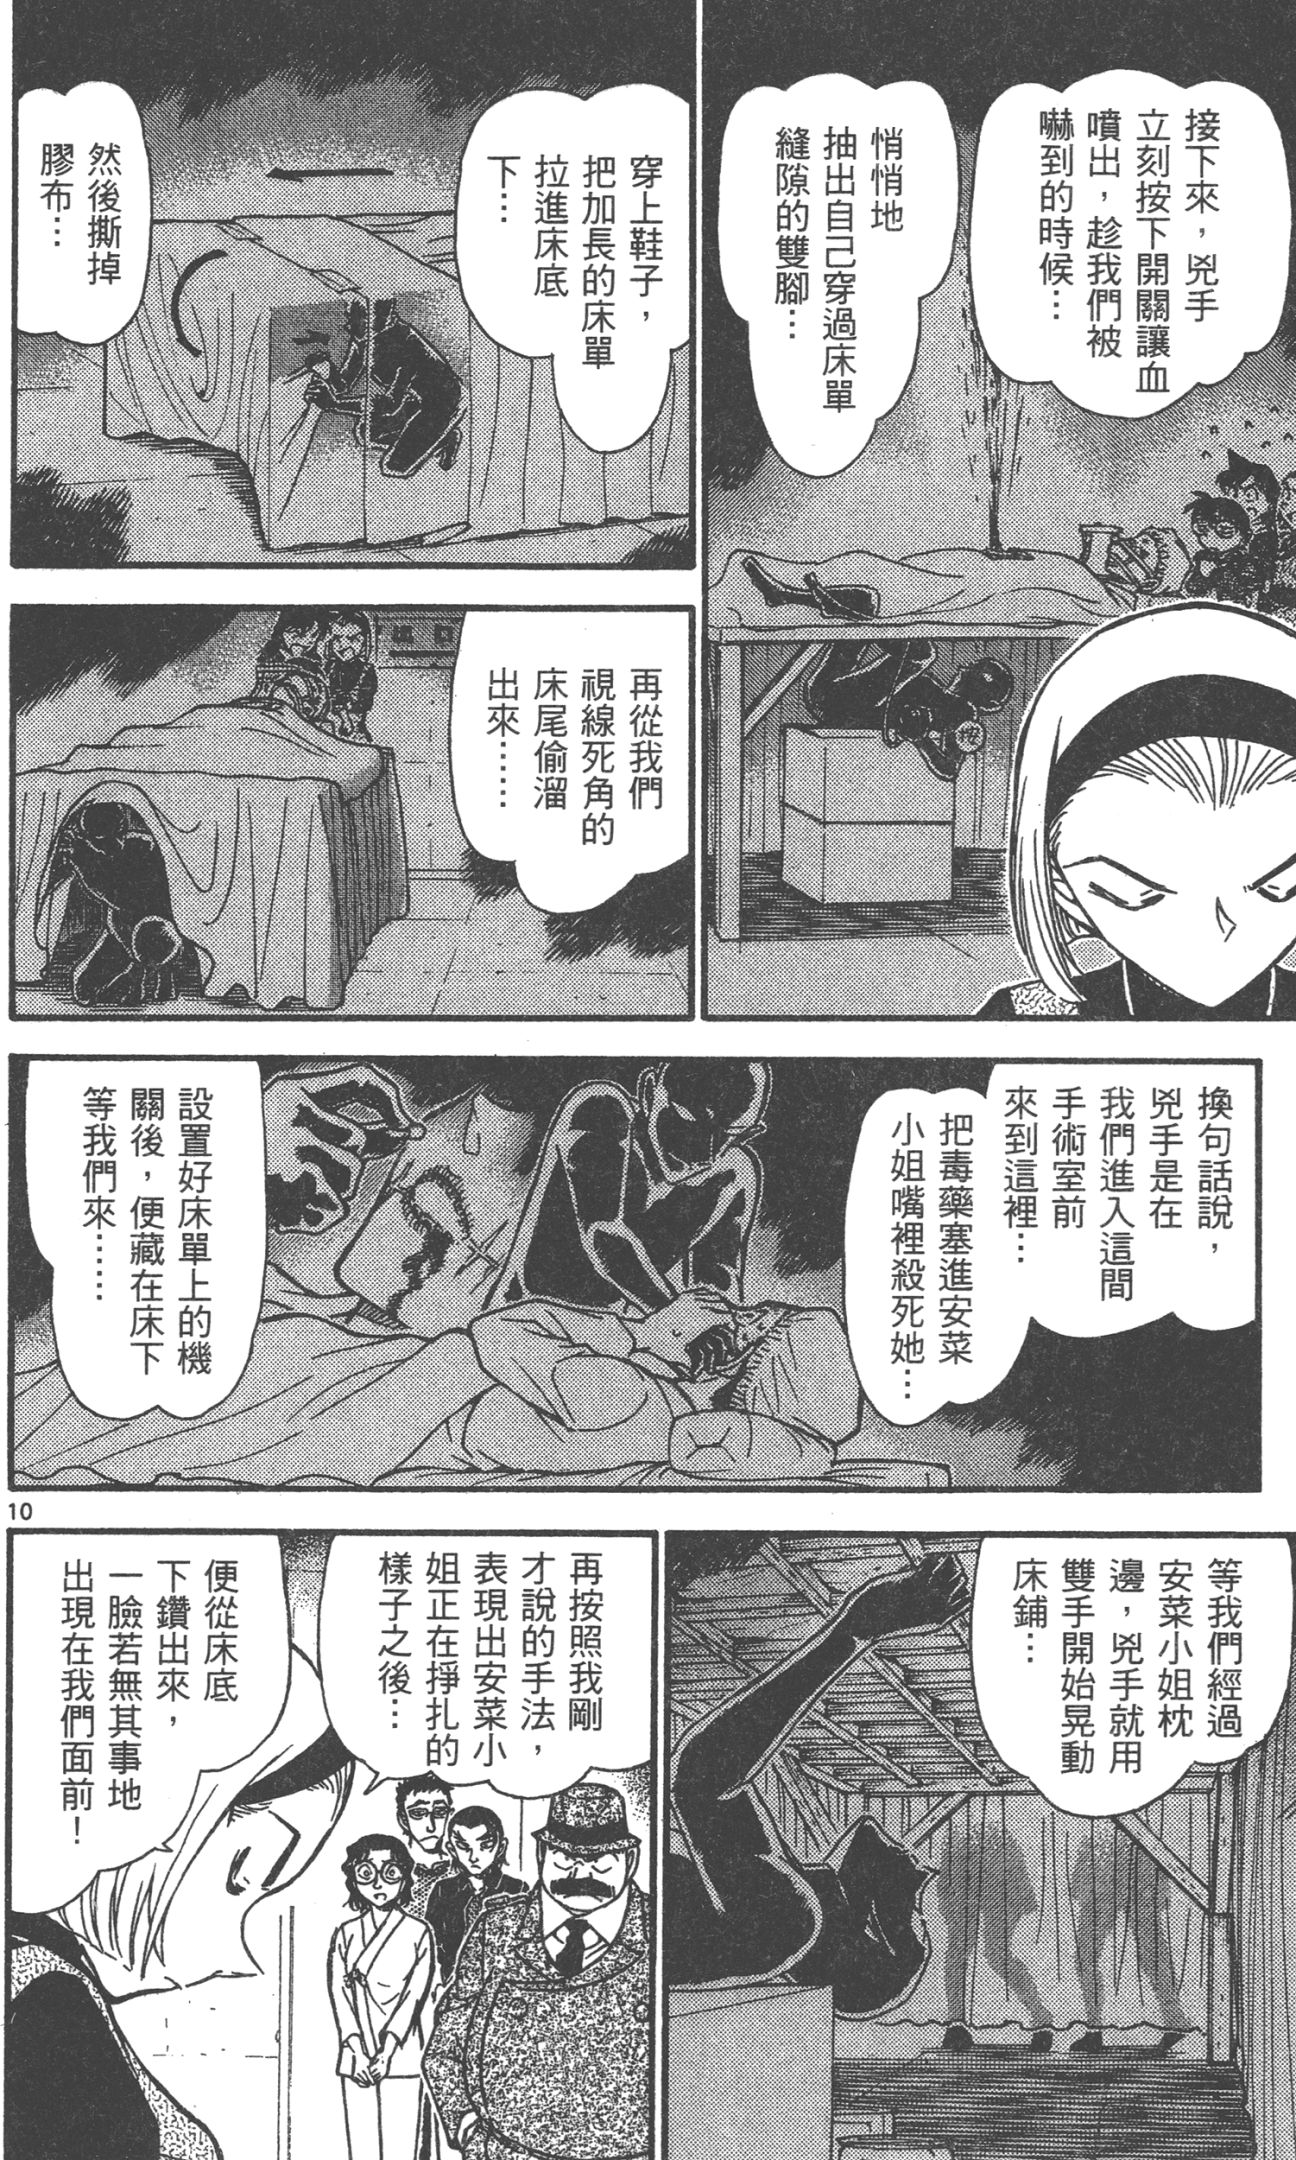 接下來，兇手
立刻按下開關讓血
噴出，趁我們被
嚇到的時候…
悄悄地
抽出自己穿過床單
縫隙的雙腳…
按
穿上鞋子，
把加長的床單
拉進床底
下…
然後撕掉
膠布…
再從我們
視線死角的
床尾偷溜
出來……
出口
換句話說，
兇手是在
我們進入這間
手術室前
來到這裡…
把毒藥塞進安菜
小姐嘴裡殺死她…
設置好床單上的機
關後，便藏在床下
等我們來……
10
等我們經過
安菜小姐枕
邊，兇手就用
雙手開始晃動
床鋪…
再按照我剛
才說的手法，
表現出安菜小
姐正在掙扎的
樣子之後…
便從床底
下鑽出來，
一臉若無其事地
出現在我們面前！